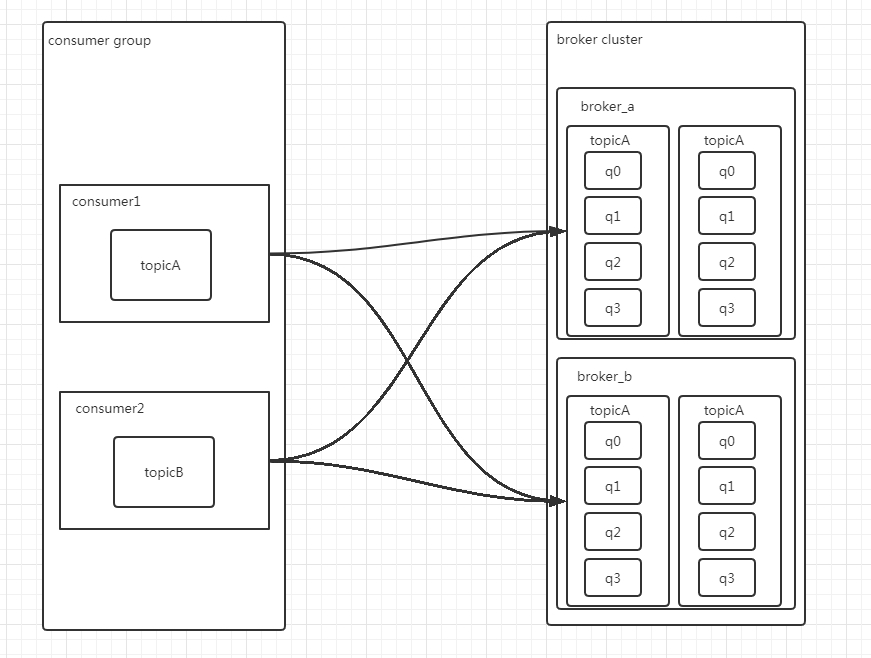 consumer group
consumer1
topicA
consumer2
topicB
broker cluster
broker_a
topicA
q0
q1
q2
q3
topicA
q0
q1
q2
q3
broker_b
topicA
q0
q1
q2
q3
topicA
q0
q1
q2
q3